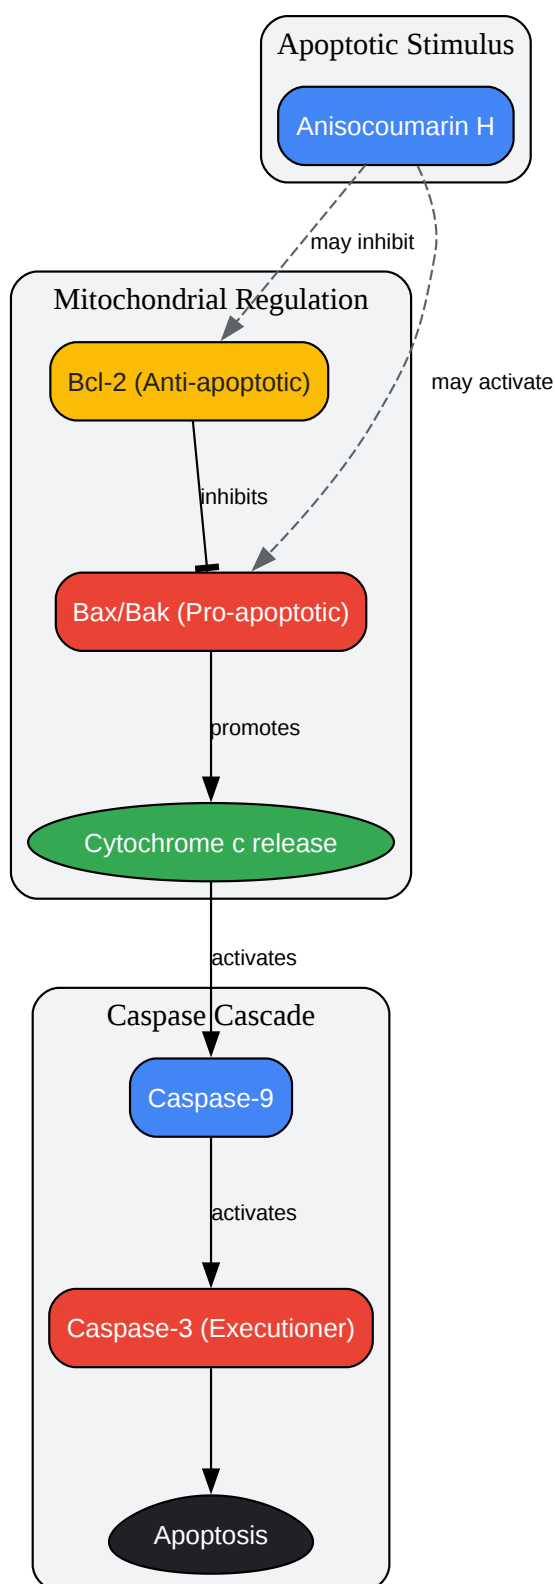 Apoptotic Stimulus
Anisocoumarin H
may inhibit
Mitochondrial Regulation
Bcl-2 (Anti-apoptotic)
may activate
inhibits
Bax/Bak (Pro-apoptotic)
promotes
Cytochrome c release
activates
Caspase Cascade
Caspase-9
activates
Caspase-3 (Executioner)
Apoptosis